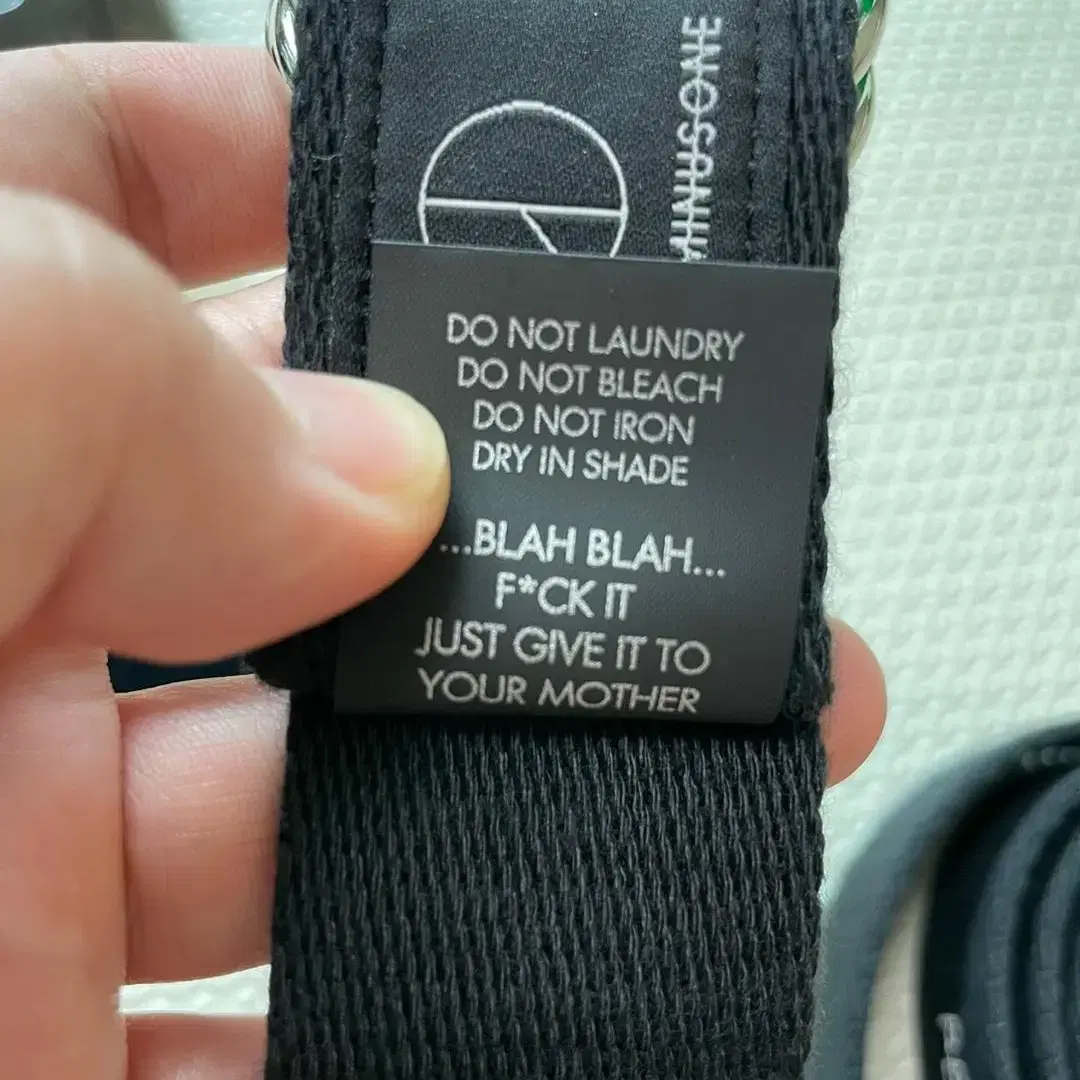 MINUSONE
DO NOT LAUNDRY
DO NOT BLEACH
DO NOT IRON
DRY IN SHADE
...BLAH BLAH...
F*CK IT
JUST GIVE IT TO
YOUR MOTHER